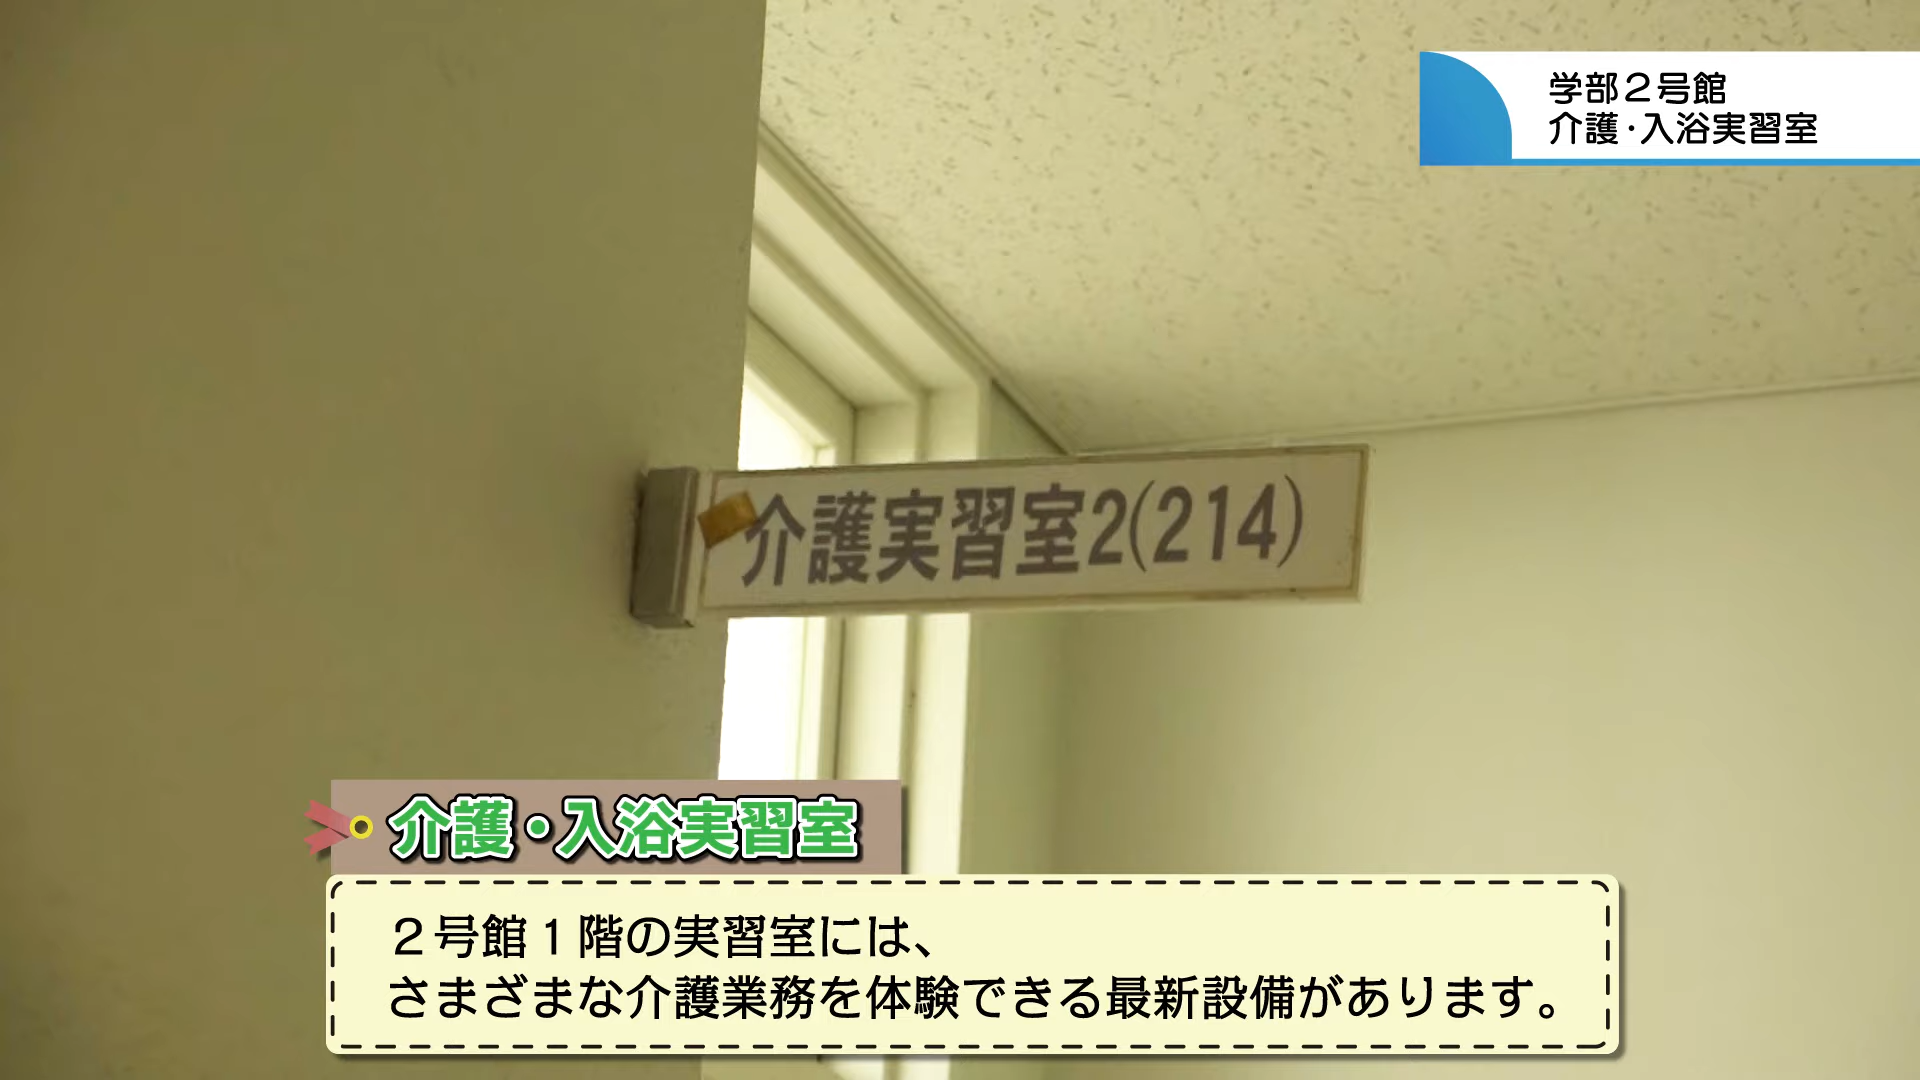 学部２号館
介護・入浴実習室
介護実習室2(214)
介護・入浴実習室
２号館１階の実習室には、
さまざまな介護業務を体験できる最新設備があります。